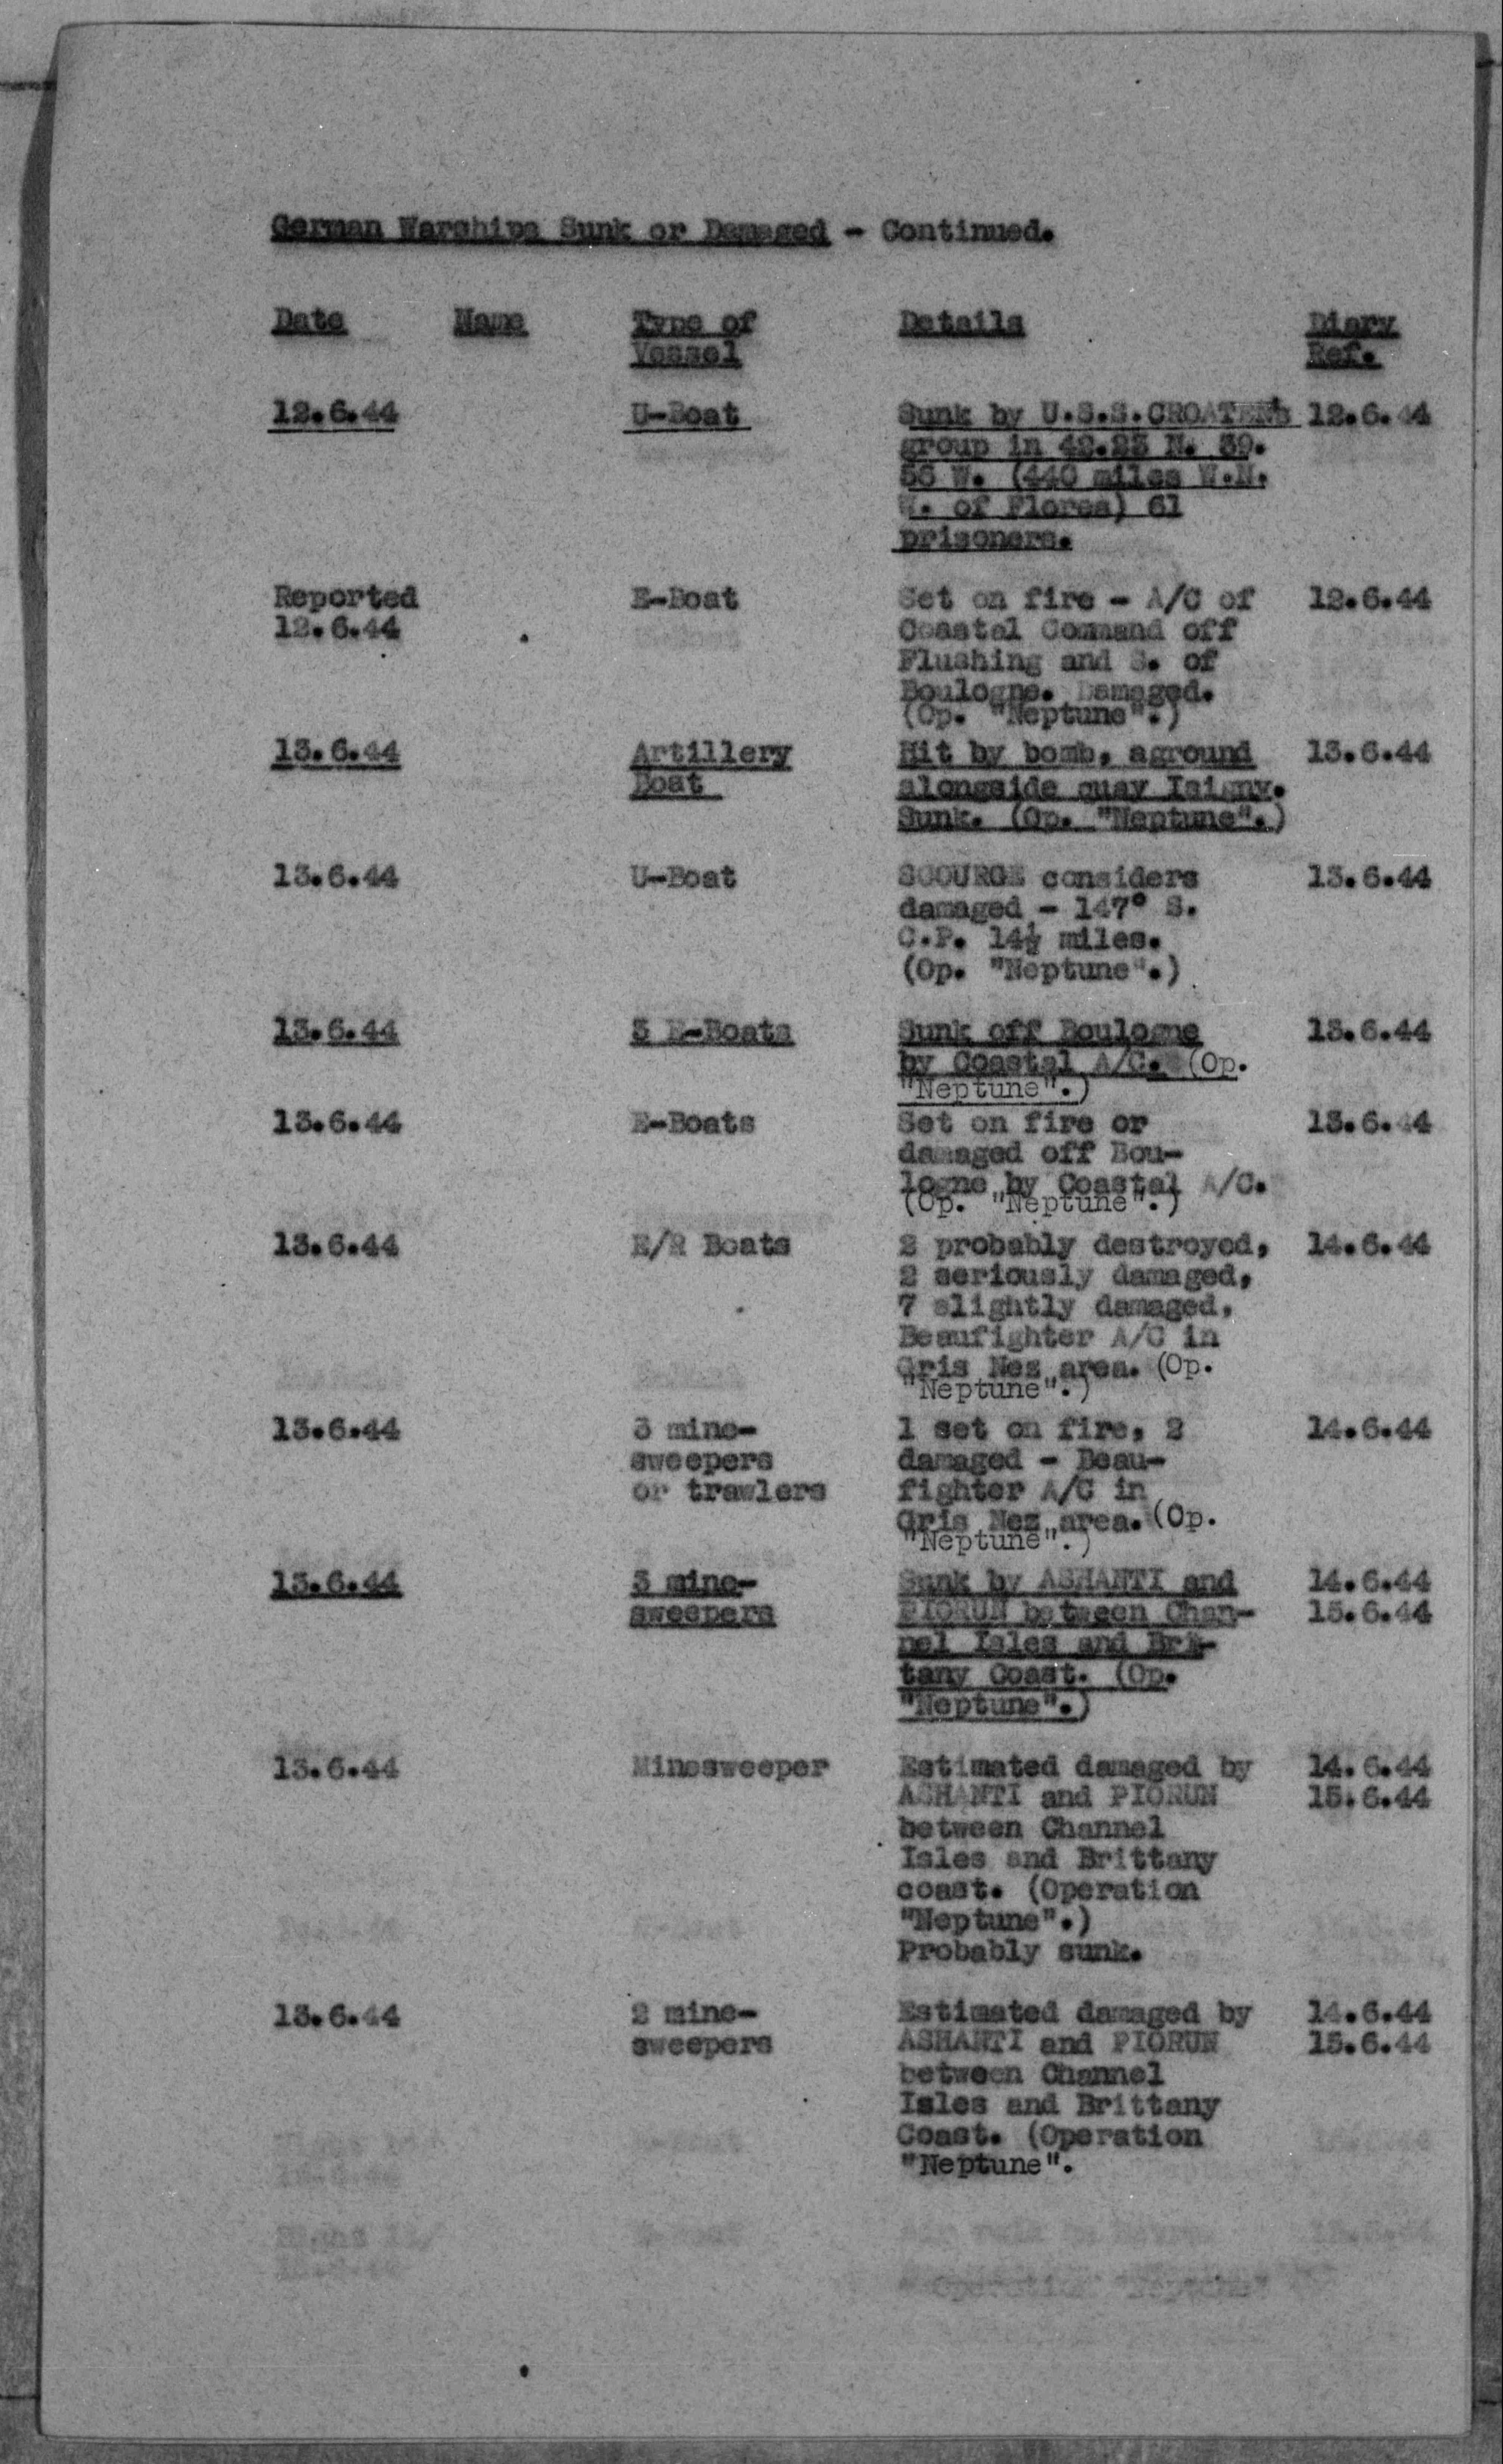 German Warships Sunk or Damaged - Continued.
Date Name Type of Details Diary
Vessel Ref.
12.6.44 U-Boat Sunk by U.S.S.CROATEN's 12.6.44
group in 42.23 N. 39.
56 W. (440 miles W.N.
W. of Flores) 61
prisoners.
Reported E-Boat Set on fire - A/C of 12.6.44
12.6.44 Coastal Command off
Flushing and S. of
Boulogne. Damaged.
(Op. "Neptune".)
13.6.44 Artillery Hit by bomb, aground 13.6.44
Boat alongside quay Isigny.
Sunk. (Op. "Neptune".)
13.6.44 U-Boat SCOURGE considers 13.6.44
damaged - 147° S.
C.P. 14½ miles.
(Op. "Neptune".)
13.6.44 3 E-Boats Sunk off Boulogne 13.6.44
by Coastal A/C. (Op.
"Neptune".)
13.6.44 E-Boats Set on fire or 13.6.44
damaged off Bou-
logne by Coastal A/C.
(Op. "Neptune".)
13.6.44 E/R Boats 2 probably destroyed, 14.6.44
2 seriously damaged,
7 slightly damaged,
Beaufighter A/C in
Gris Nez area. (Op.
"Neptune".)
13.6.44 3 mine- 1 set on fire, 2 14.6.44
sweepers damaged - Beau-
or trawlers fighter A/C in
Gris Nez area. (Op.
"Neptune".)
13.6.44 3 mine- Sunk by ASHANTI and 14.6.44
sweepers PIORUN between Chan- 15.6.44
nel Isles and Brit-
tany Coast. (Op.
"Neptune".)
13.6.44 Minesweeper Estimated damaged by 14.6.44
ASHANTI and PIORUN 15.6.44
between Channel
Isles and Brittany
coast. (Operation
"Neptune".)
Probably sunk.
13.6.44 2 mine- Estimated damaged by 14.6.44
sweepers ASHANTI and PIORUN 15.6.44
between Channel
Isles and Brittany
Coast. (Operation
"Neptune".